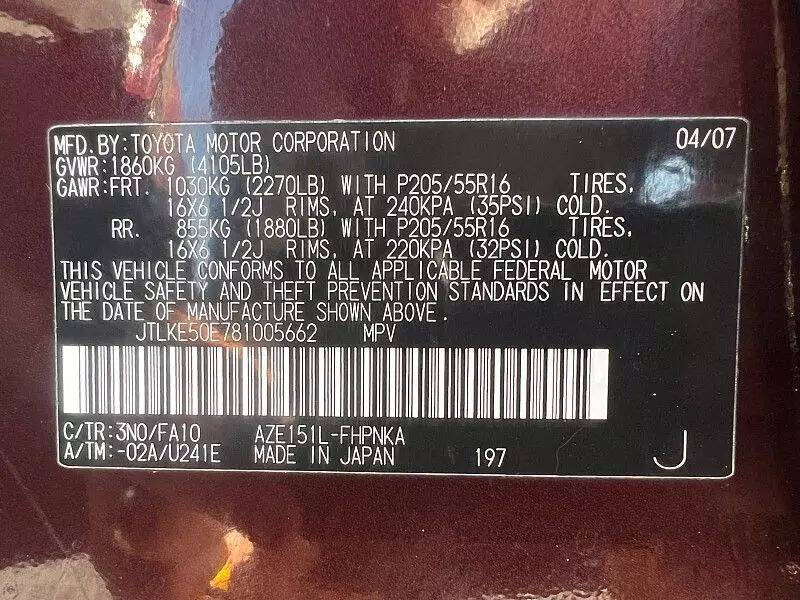 MFD.BY:TOYOTA MOTOR CORPORATION 04/07
GVWR:1860KG (4105LB)
GAWR:FRT. 1030KG (2270LB) WITH P205/55R16 TIRES,
16X6 1/2J RIMS, AT 240KPA (35PSI) COLD.
RR. 855KG (1880LB) WITH P205/55R16 TIRES,
16X6 1/2J RIMS, AT 220KPA (32PSI) COLD.
THIS VEHICLE CONFORMS TO ALL APPLICABLE FEDERAL MOTOR
VEHICLE SAFETY AND THEFT PREVENTION STANDARDS IN EFFECT ON
THE DATE OF MANUFACTURE SHOWN ABOVE.
JTLKE50E781005662 MPV
C/TR:3N0/FA10 AZE151L-FHPNKA
A/TM:-02A/U241E MADE IN JAPAN 197 J